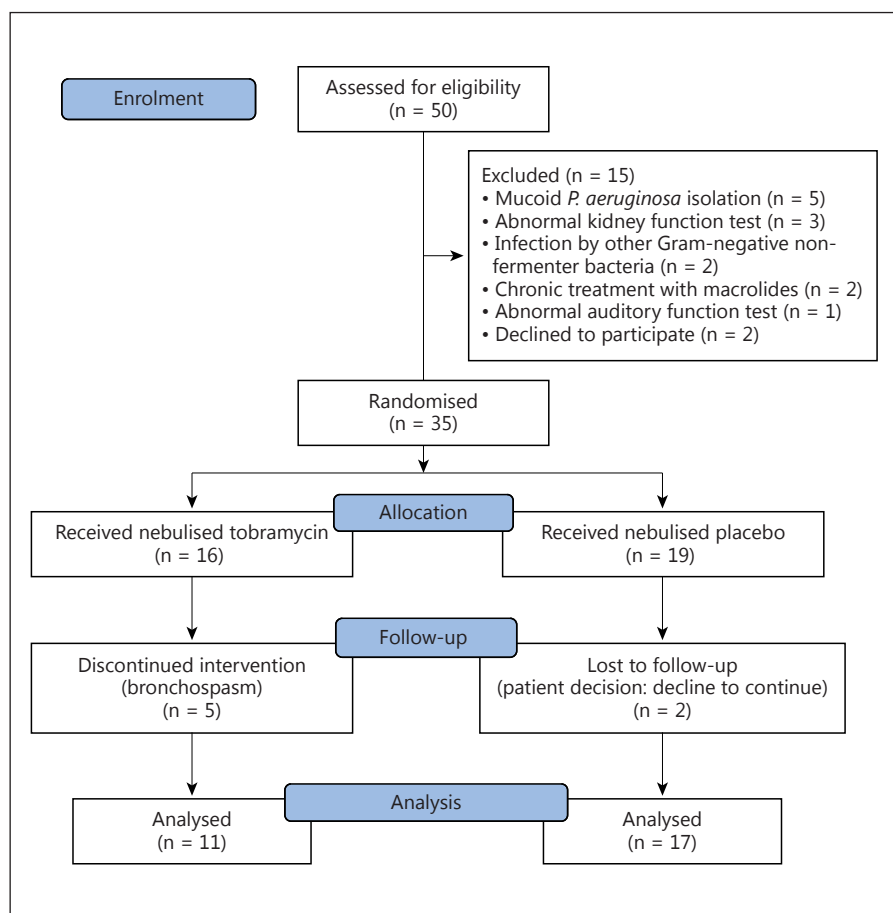 Enrolment
Assessed for eligibility
(n = 50)
Excluded (n = 15)
• Mucoid P. aeruginosa isolation (n = 5)
• Abnormal kidney function test (n = 3)
• Infection by other Gram-negative non-
fermenter bacteria (n = 2)
• Chronic treatment with macrolides (n = 2)
• Abnormal auditory function test (n = 1)
• Declined to participate (n = 2)
Randomised
(n = 35)
Allocation
Received nebulised tobramycin
(n = 16)
Received nebulised placebo
(n = 19)
Follow-up
Discontinued intervention
(bronchospasm)
(n = 5)
Lost to follow-up
(patient decision: decline to continue)
(n = 2)
Analysis
Analysed
(n = 11)
Analysed
(n = 17)